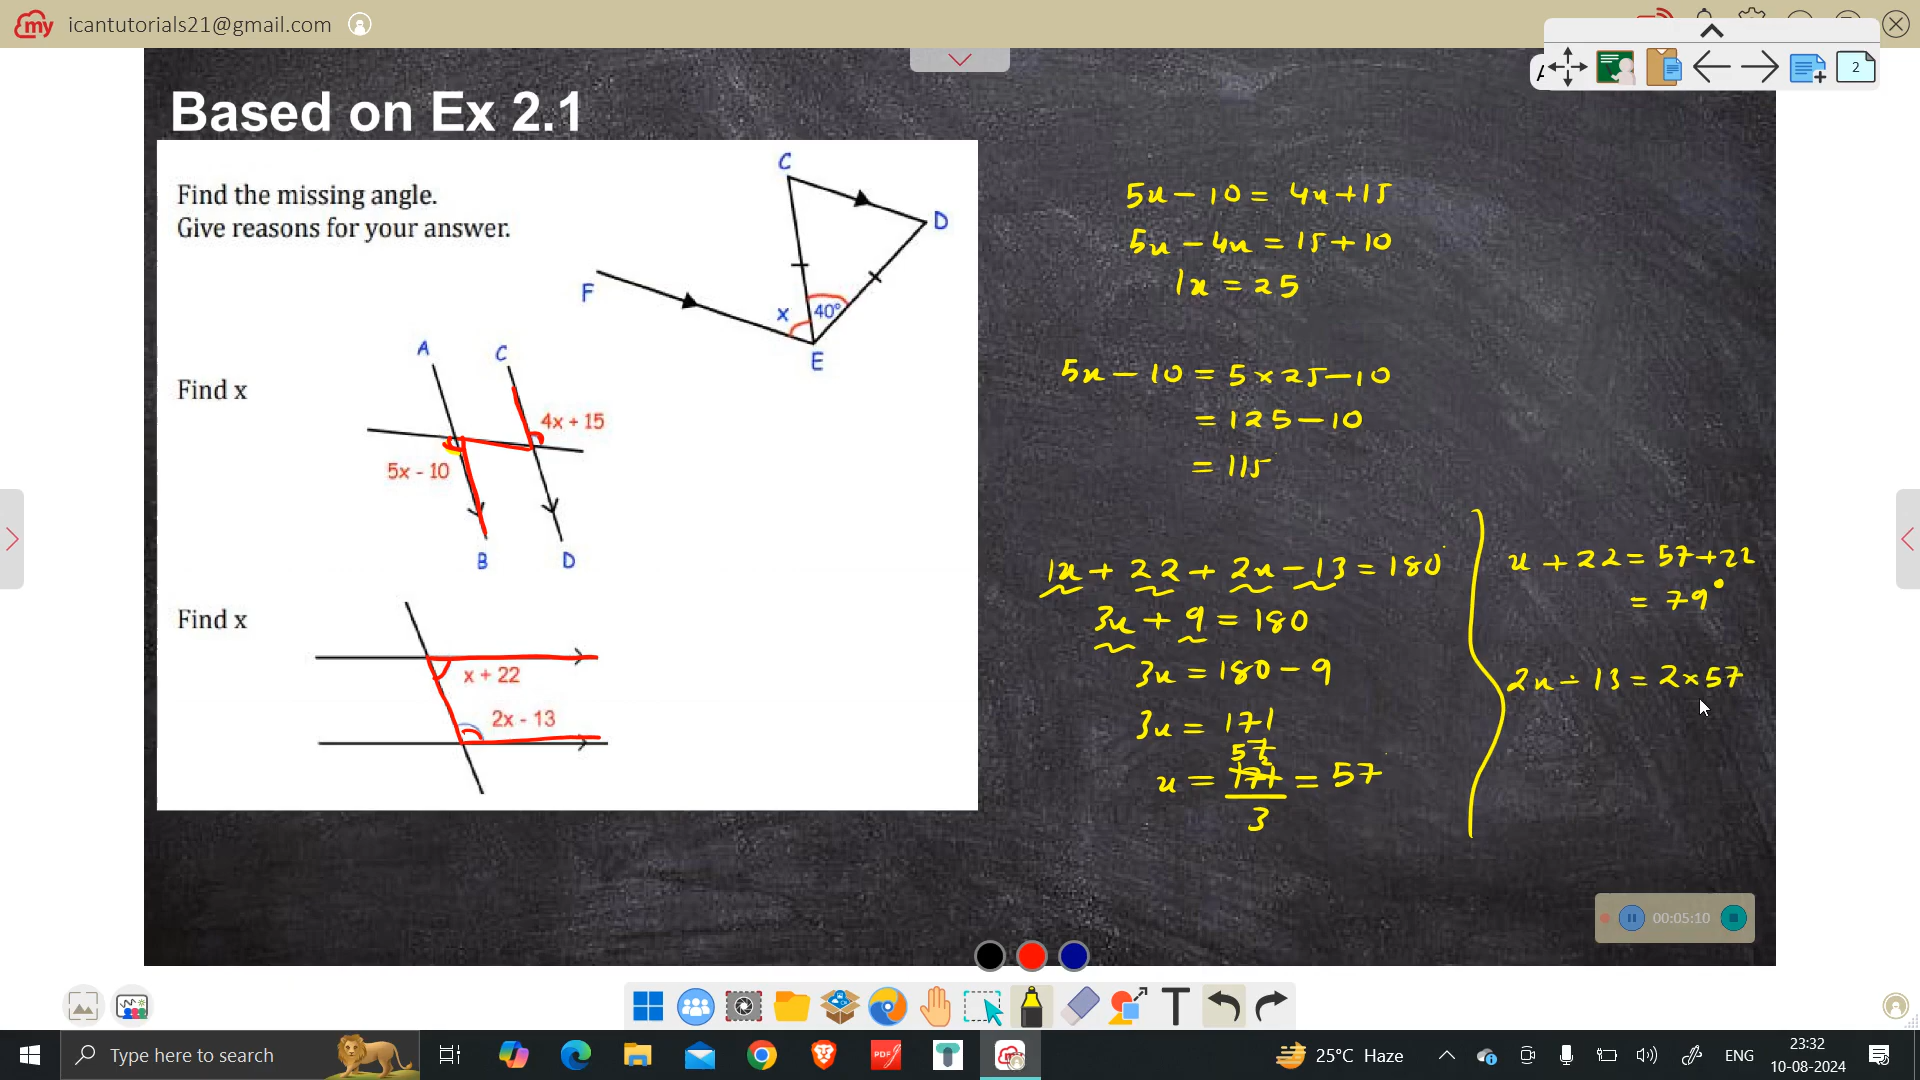 my icantutorials21@gmail.com
2
Based on Ex 2.1
Find the missing angle.
Give reasons for your answer.
C
D
F
x 40°
E
Find x
A C
4x + 15
5x - 10
B D
Find x
x + 22
2x - 13
5x - 10 = 4x + 15
5x - 4x = 15 + 10
1x = 25
5x - 10 = 5 × 25 - 10
= 125 - 10
= 115
1x + 22 + 2x - 13 = 180
3x + 9 = 180
3x = 180 - 9
3x = 171
57
x = 171 = 57
3
x + 22 = 57 + 22
= 79°
2x - 13 = 2 × 57
00:05:10
T
Type here to search
PDF
25°C Haze
ENG
23:32
10-08-2024